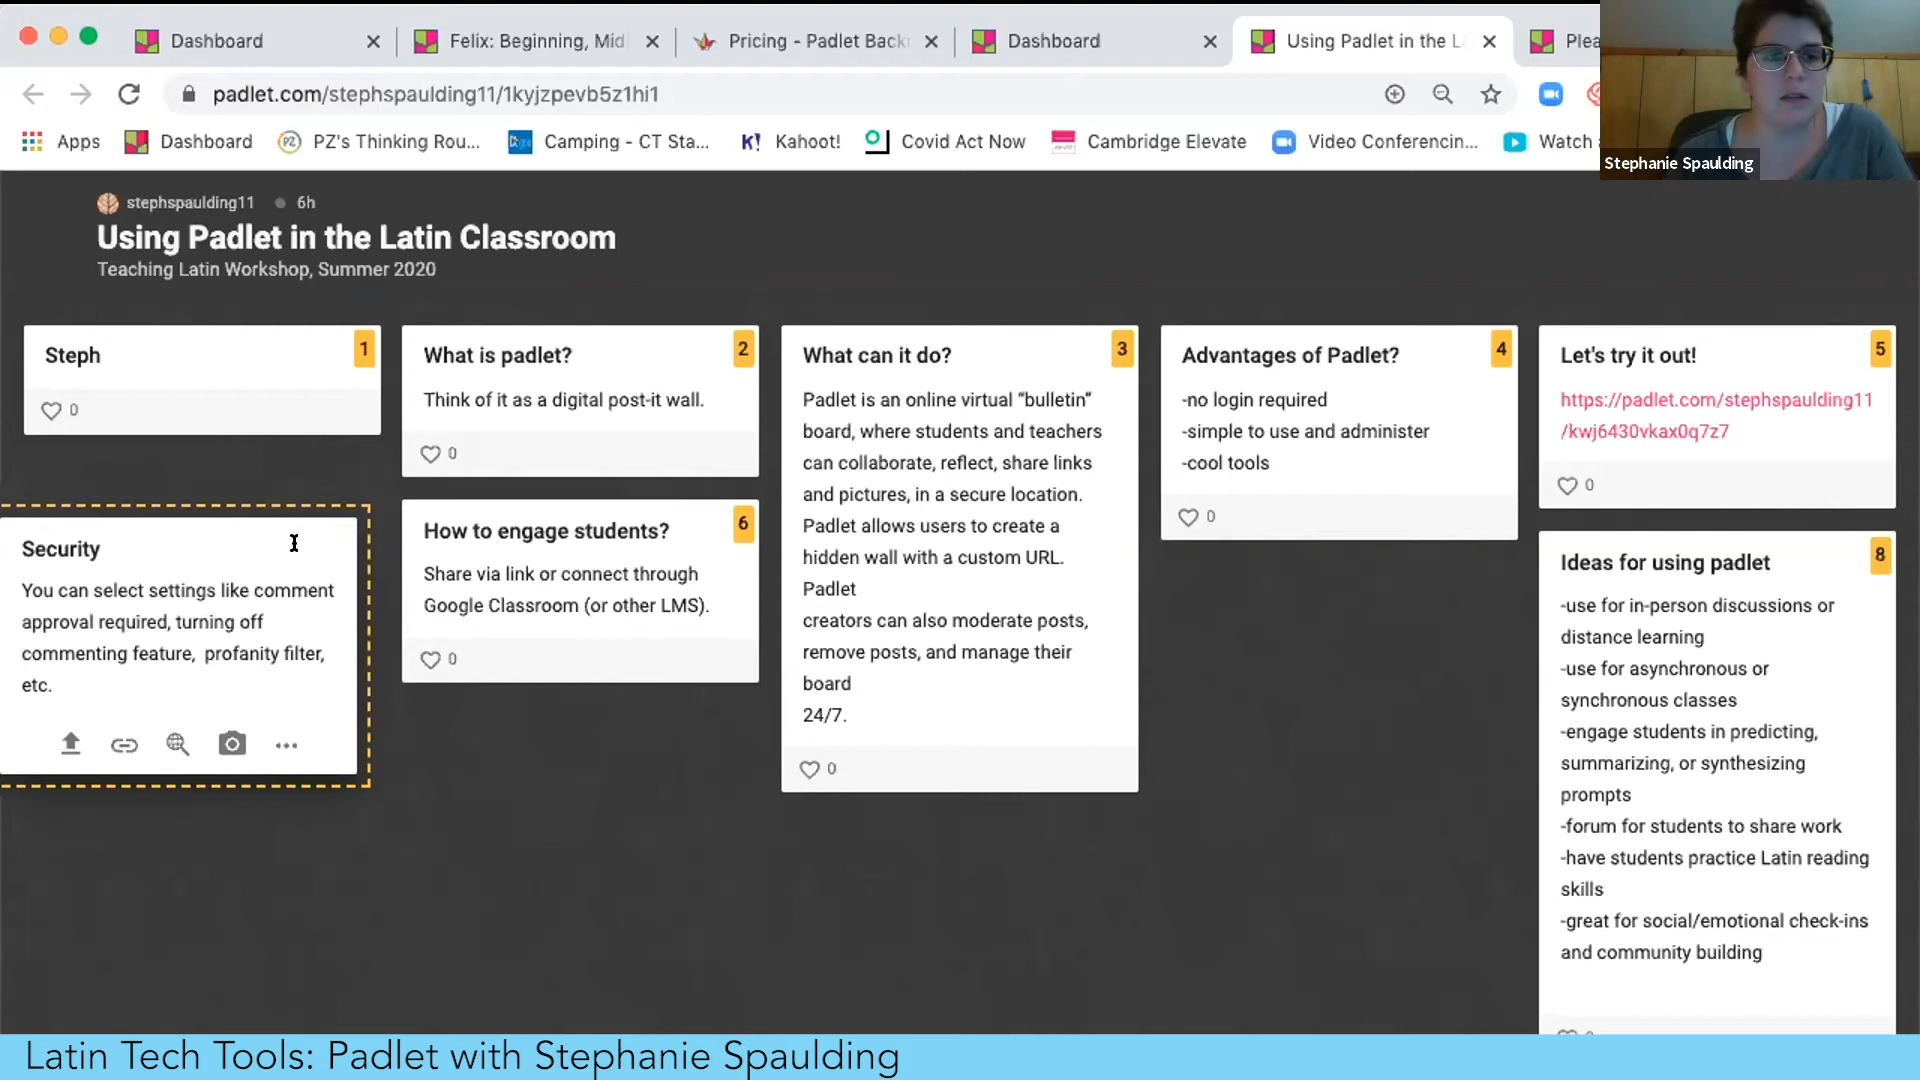 Dashboard
Felix: Beginning, Mid
Pricing - Padlet Back
Dashboard
Using Padlet in the L
Plea
padlet.com/stephspaulding11/1kyjzpevb5z1hi1
Apps
Dashboard
PZ's Thinking Rou...
Camping - CT Sta...
K! Kahoot!
Covid Act Now
Cambridge Elevate
Video Conferencin...
Watch
Stephanie Spaulding
stephspaulding11 6h
Using Padlet in the Latin Classroom
Teaching Latin Workshop, Summer 2020
Steph
1
0
Security
You can select settings like comment
approval required, turning off
commenting feature, profanity filter,
etc.
What is padlet?
2
Think of it as a digital post-it wall.
0
How to engage students?
6
Share via link or connect through
Google Classroom (or other LMS).
0
What can it do?
3
Padlet is an online virtual “bulletin”
board, where students and teachers
can collaborate, reflect, share links
and pictures, in a secure location.
Padlet allows users to create a
hidden wall with a custom URL.
Padlet
creators can also moderate posts,
remove posts, and manage their
board
24/7.
0
Advantages of Padlet?
4
-no login required
-simple to use and administer
-cool tools
0
Let's try it out!
5
https://padlet.com/stephspaulding11
/kwj6430vkax0q7z7
0
Ideas for using padlet
8
-use for in-person discussions or
distance learning
-use for asynchronous or
synchronous classes
-engage students in predicting,
summarizing, or synthesizing
prompts
-forum for students to share work
-have students practice Latin reading
skills
-great for social/emotional check-ins
and community building
Latin Tech Tools: Padlet with Stephanie Spaulding